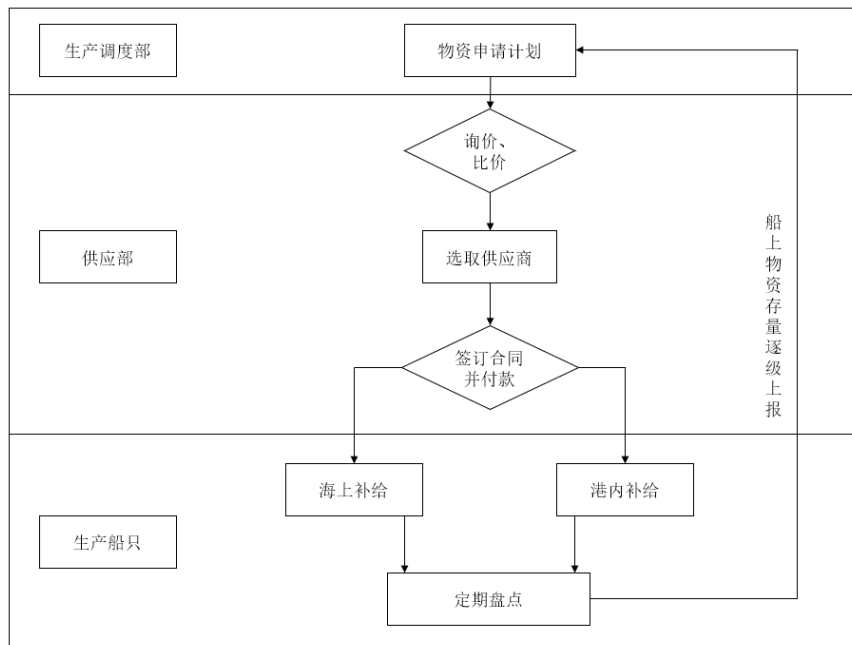 生产调度部
物资申请计划
询价、
比价
供应部
选取供应商
签订合同
并付款
船上物资存量逐级上报
海上补给
港内补给
生产船只
定期盘点